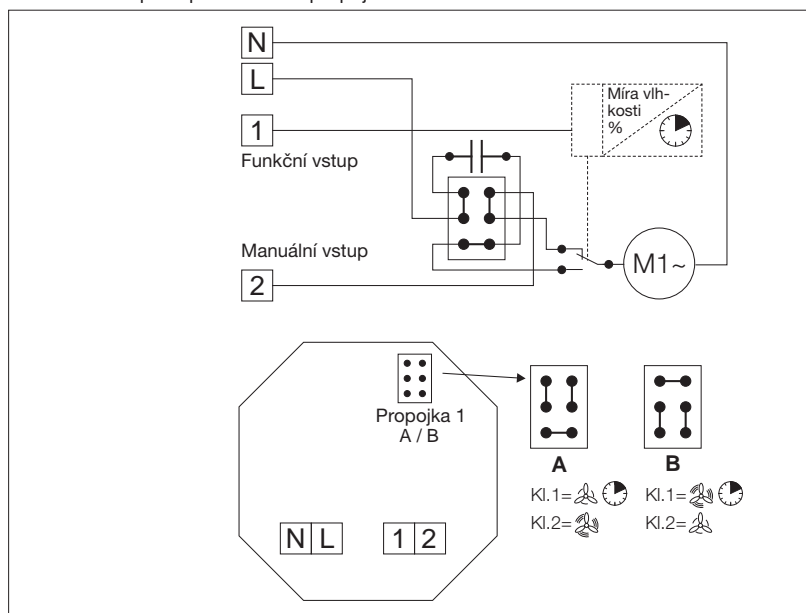 N
L
Míra vlh-
kosti
%
1
Funkční vstup
Manuální vstup
2
M1~
Propojka 1
A / B
A
B
Kl.1=
Kl.1=
Kl.2=
Kl.2=
N L
1 2